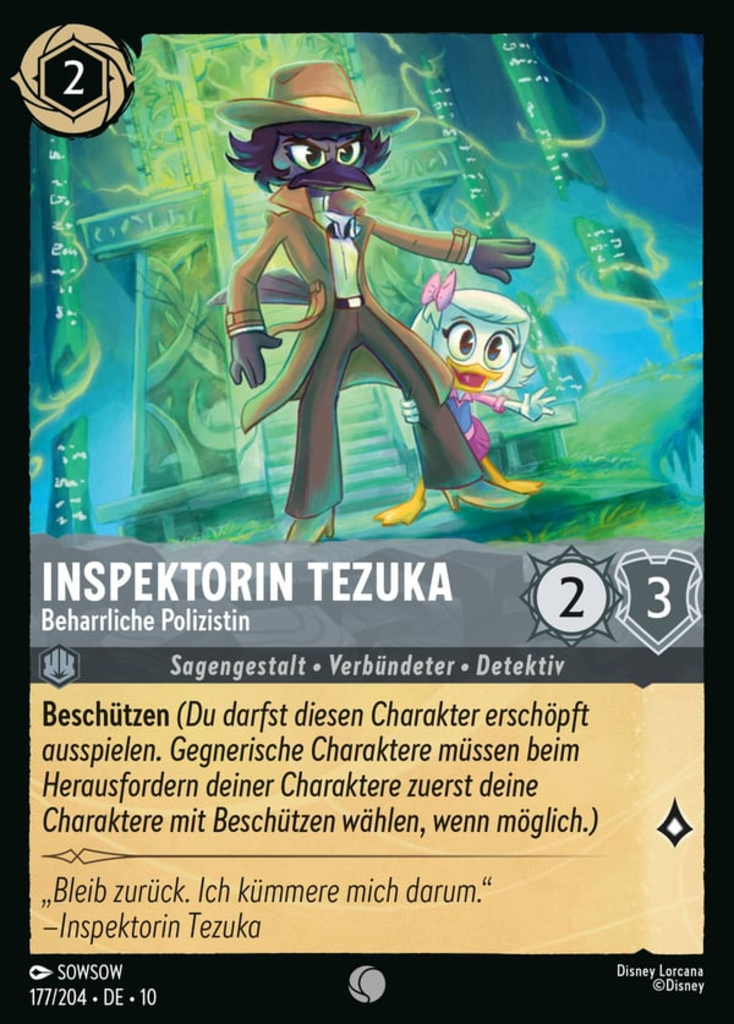 2
INSPEKTORIN TEZUKA
Beharrliche Polizistin
2
3
Sagengestalt • Verbündeter • Detektiv
Beschützen (Du darfst diesen Charakter erschöpft
ausspielen. Gegnerische Charaktere müssen beim
Herausfordern deiner Charaktere zuerst deine
Charaktere mit Beschützen wählen, wenn möglich.)
„Bleib zurück. Ich kümmere mich darum.“
–Inspektorin Tezuka
SOWSOW
177/204 • DE • 10
Disney Lorcana
©Disney